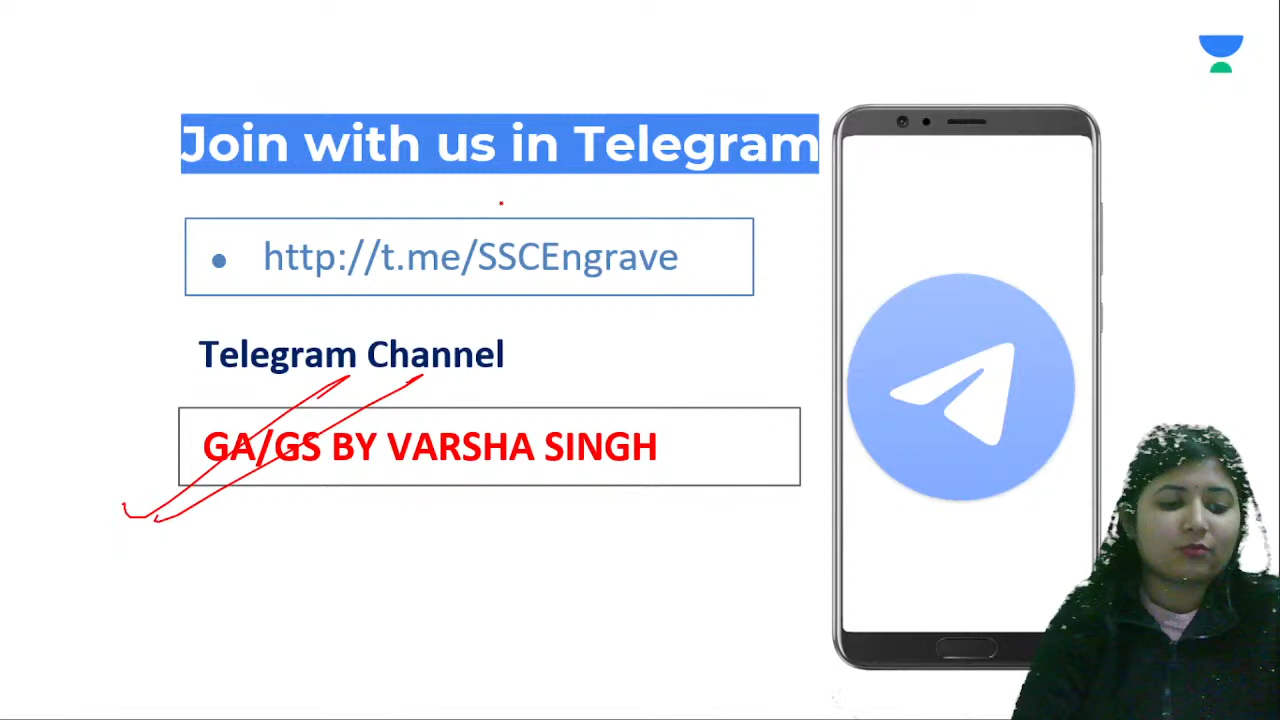 Join with us in Telegram
• http://t.me/SSCEngrave
Telegram Channel
GA/GS BY VARSHA SINGH